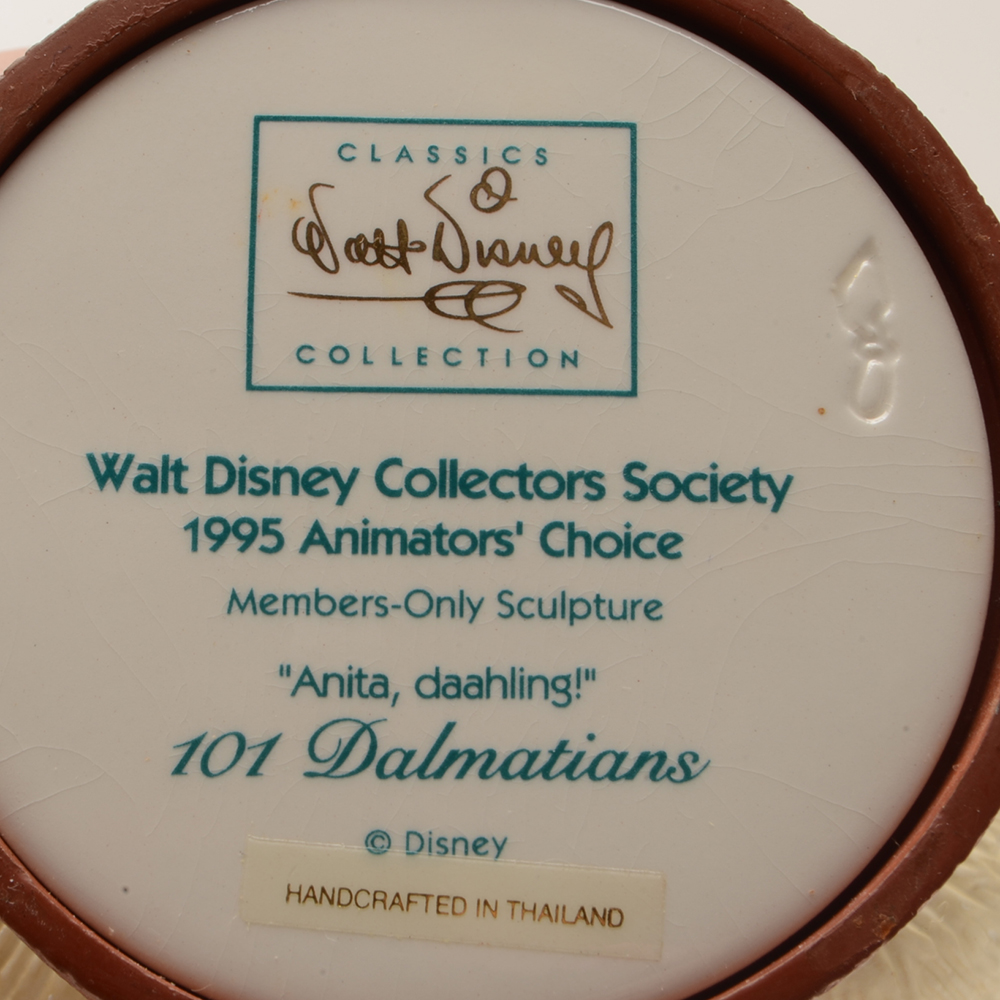 CLASSICS
Walt Disney
COLLECTION
Walt Disney Collectors Society
1995 Animators' Choice
Members-Only Sculpture
"Anita, daahling!"
101 Dalmatians
© Disney
HANDCRAFTED IN THAILAND